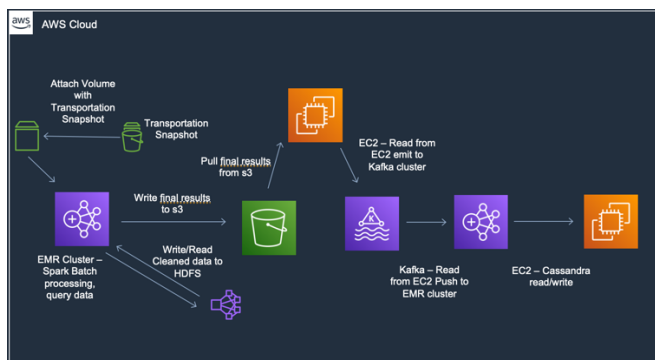 aws
AWS Cloud
Attach Volume
with
Transportation
Snapshot
Transportation
Snapshot
Pull final results
from s3
EC2 – Read from
EC2 emit to
Kafka cluster
Write final results
to s3
K
EMR Cluster –
Spark Batch
processing,
query data
Write/Read
Cleaned data to
HDFS
Kafka – Read
from EC2 Push to
EMR cluster
EC2 – Cassandra
read/write